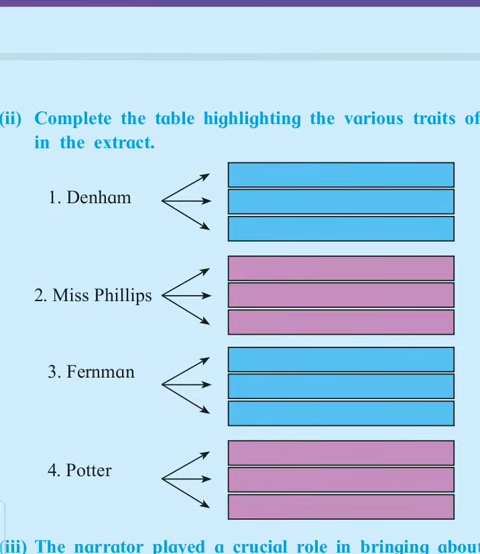 (ii) Complete the table highlighting the various traits of
in the extract.
1. Denham
2. Miss Phillips
3. Fernman
4. Potter
(iii) The narrator played a crucial role in bringing about